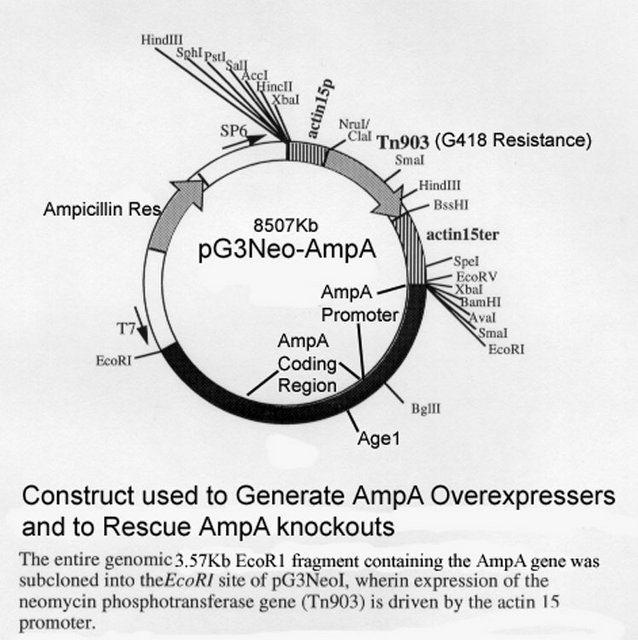 HindIII
SphI
PstI
SalI
AccI
HincII
XbaI
actin15p
SP6
NruI/
ClaI
Tn903 (G418 Resistance)
SmaI
HindIII
BssHI
Ampicillin Res
8507Kb
pG3Neo-AmpA
actin15ter
SpeI
EcoRV
XbaI
BamHI
AvaI
SmaI
EcoRI
AmpA
Promoter
AmpA
Coding
Region
T7
EcoRI
BglII
Age1
Construct used to Generate AmpA Overexpressers
and to Rescue AmpA knockouts
The entire genomic 3.57Kb EcoR1 fragment containing the AmpA gene was
subcloned into theEcoRI site of pG3NeoI, wherin expression of the
neomycin phosphotransferase gene (Tn903) is driven by the actin 15
promoter.